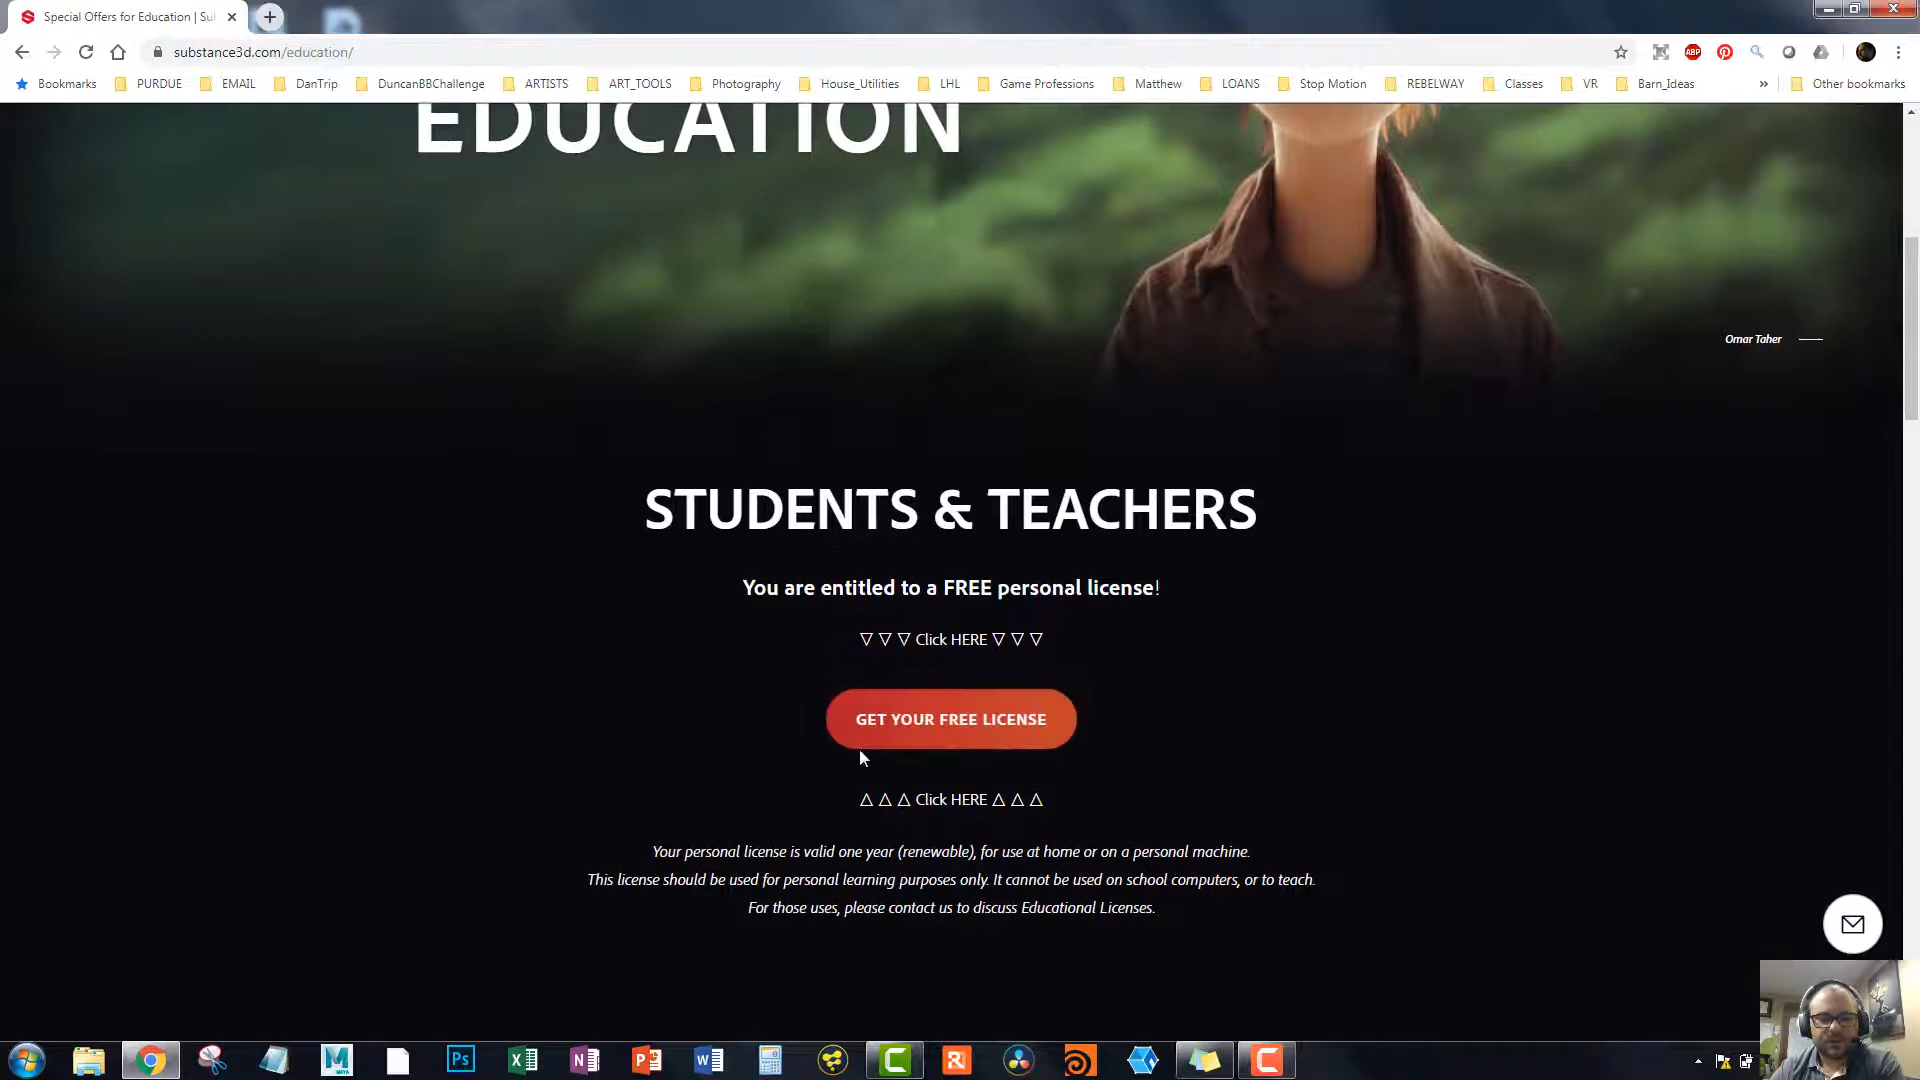 Special Offers for Education | Su
substance3d.com/education/
ABP
Bookmarks
PURDUE
EMAIL
DanTrip
DuncanBBChallenge
ARTISTS
ART_TOOLS
Photography
House_Utilities
LHL
Game Professions
Matthew
LOANS
Stop Motion
REBELWAY
Classes
VR
Barn_Ideas
»
Other bookmarks
EDUCATION
Omar Taher
STUDENTS & TEACHERS
You are entitled to a FREE personal license!
▽ ▽ ▽ Click HERE ▽ ▽ ▽
GET YOUR FREE LICENSE
△ △ △ Click HERE △ △ △
Your personal license is valid one year (renewable), for use at home or on a personal machine.
This license should be used for personal learning purposes only. It cannot be used on school computers, or to teach.
For those uses, please contact us to discuss Educational Licenses.